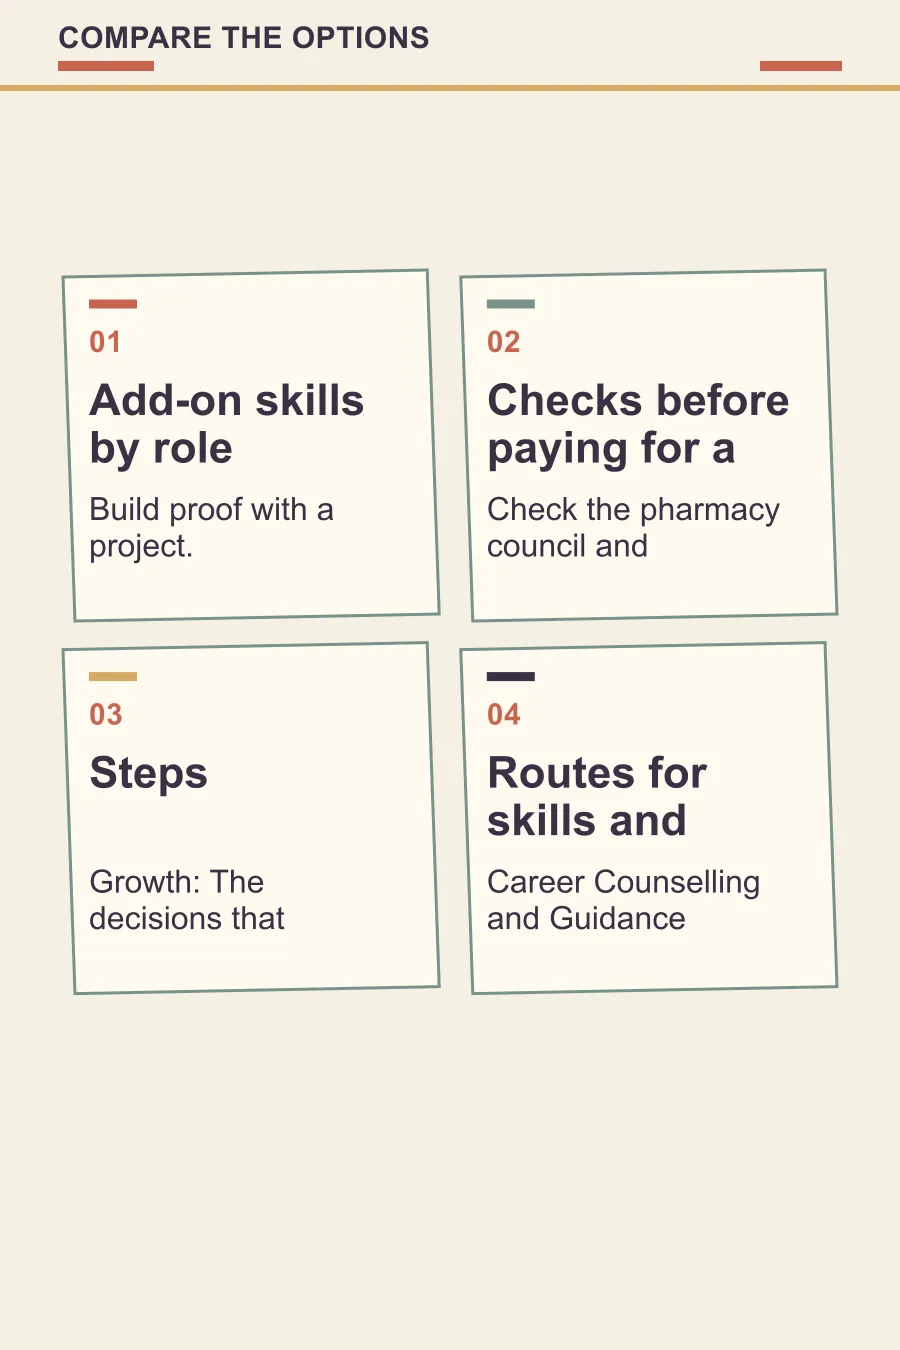 COMPARE THE OPTIONS
01
Add-on skills
by role
Build proof with a
project.
02
Checks before
paying for a
Check the pharmacy
council and
03
Steps
Growth: The
decisions that
04
Routes for
skills and
Career Counselling
and Guidance